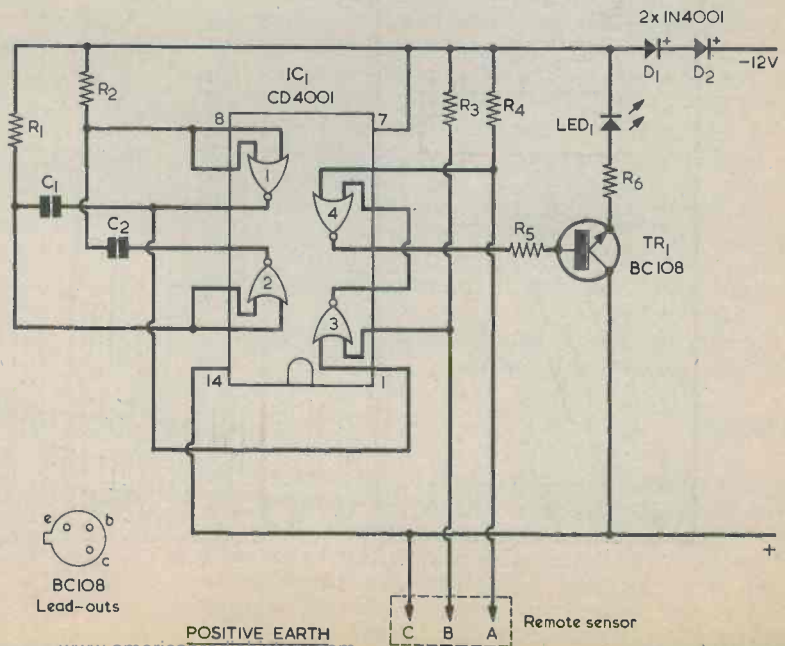 2 x IN4001
+
+
D₁
D₂
-12V
IC₁
CD4001
R₂
R₁
8
7
R₃
R₄
LED₁
C₁
C₂
1
4
R₆
R₅
TR₁
BC108
2
3
14
1
+
e
b
c
BC108
Lead-outs
POSITIVE EARTH
C B A
Remote sensor